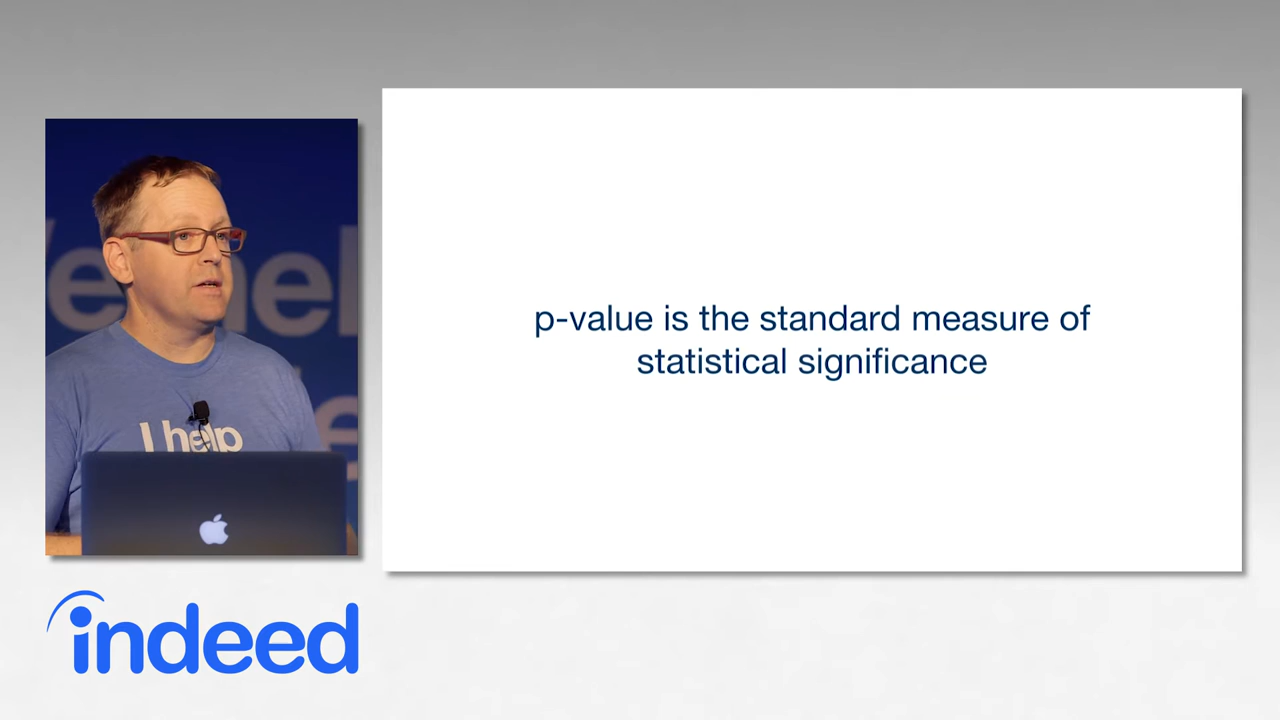 I help
p-value is the standard measure of
statistical significance
indeed